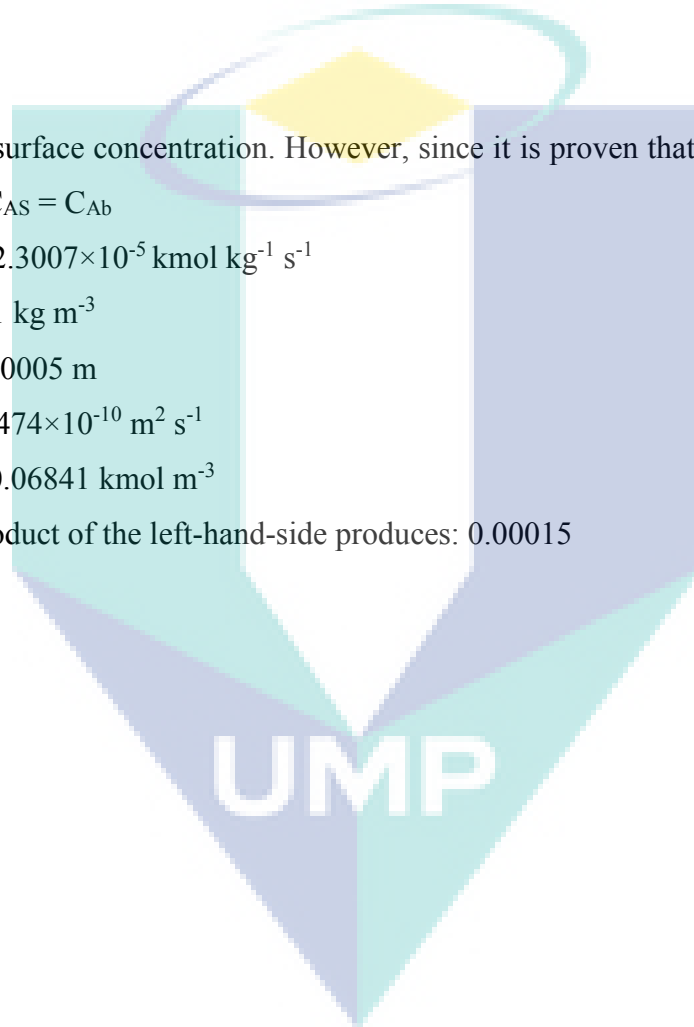 surface concentration. However, since it is proven that
C_AS = C_Ab
2.3007×10⁻⁵ kmol kg⁻¹ s⁻¹
kg m⁻³
0005 m
474×10⁻¹⁰ m² s⁻¹
0.06841 kmol m⁻³
oduct of the left-hand-side produces: 0.00015
UMP